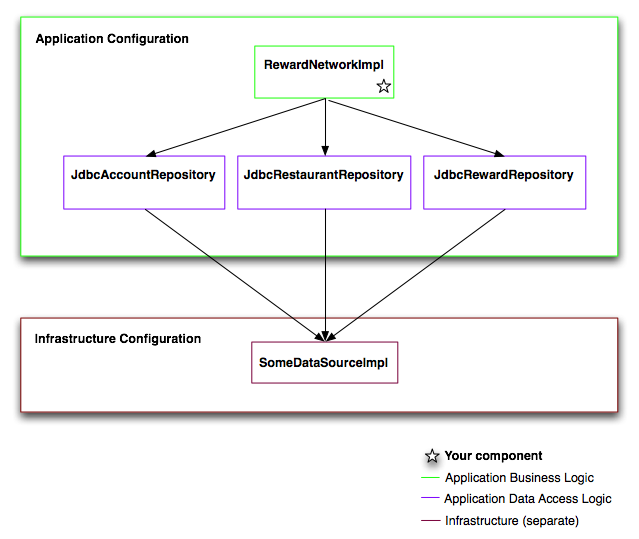 Application Configuration
RewardNetworkImpl
JdbcAccountRepository
JdbcRestaurantRepository
JdbcRewardRepository
Infrastructure Configuration
SomeDataSourceImpl
Your component
Application Business Logic
Application Data Access Logic
Infrastructure (separate)